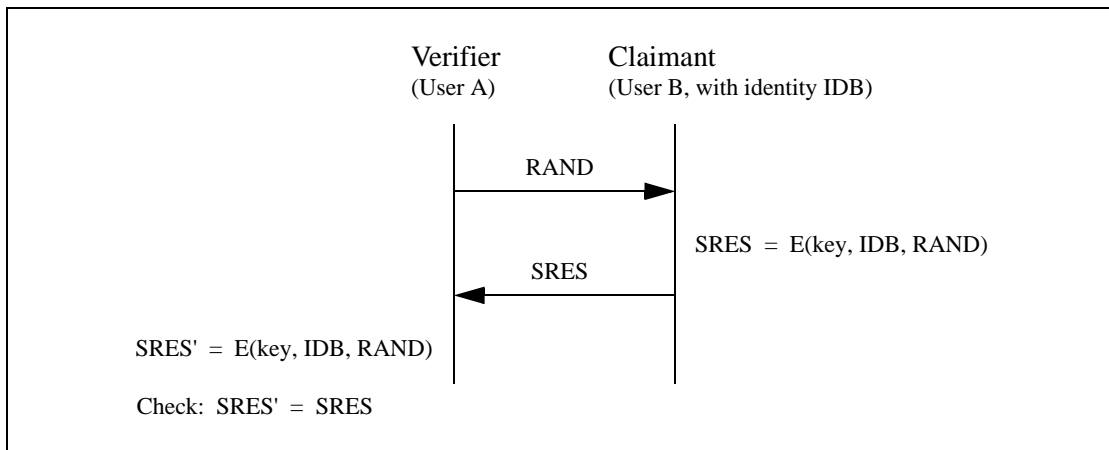 Verifier
(User A)
Claimant
(User B, with identity IDB)
RAND
SRES = E(key, IDB, RAND)
SRES
SRES' = E(key, IDB, RAND)
Check: SRES' = SRES